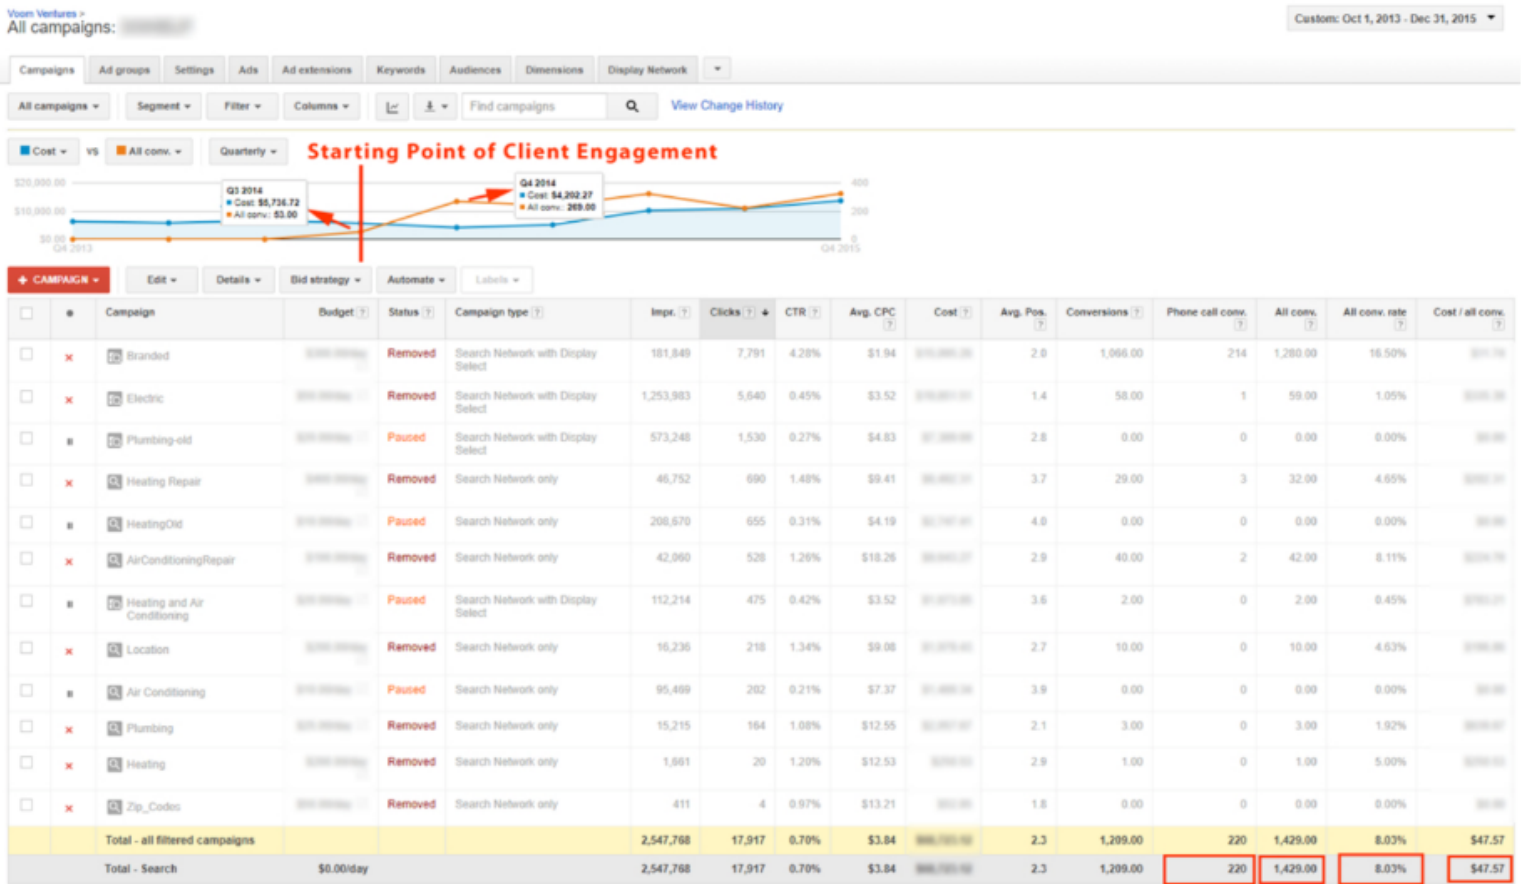 Voom Ventures >
All campaigns:
Custom: Oct 1, 2013 - Dec 31, 2015
Campaigns Ad groups Settings Ads Ad extensions Keywords Audiences Dimensions Display Network
All campaigns Segment Filter Columns Find campaigns View Change History
Cost VS All conv. Quarterly Starting Point of Client Engagement
$20,000.00 400
Q3 2014
Cost: $5,736.72
All conv.: 53.00
Q4 2014
Cost: $4,202.27
All conv.: 269.00
$10,000.00 200
$0.00 0
Q4 2013 Q4 2015
+ CAMPAIGN Edit Details Bid strategy Automate Labels
Campaign Budget ? Status ? Campaign type ? Impr. ? Clicks ? CTR ? Avg. CPC ? Cost ? Avg. Pos. ? Conversions ? Phone call conv. ? All conv. ? All conv. rate ? Cost / all conv. ?
Branded Removed Search Network with Display Select 181,849 7,791 4.28% $1.94 2.0 1,066.00 214 1,280.00 16.50%
Electric Removed Search Network with Display Select 1,253,983 5,640 0.45% $3.52 1.4 58.00 1 59.00 1.05%
Plumbing-old Paused Search Network with Display Select 573,248 1,530 0.27% $4.83 2.8 0.00 0 0.00 0.00%
Heating Repair Removed Search Network only 46,752 690 1.48% $9.41 3.7 29.00 3 32.00 4.65%
HeatingOld Paused Search Network only 208,670 655 0.31% $4.19 4.0 0.00 0 0.00 0.00%
AirConditioningRepair Removed Search Network only 42,060 528 1.26% $18.26 2.9 40.00 2 42.00 8.11%
Heating and Air Conditioning Paused Search Network with Display Select 112,214 475 0.42% $3.52 3.6 2.00 0 2.00 0.45%
Location Removed Search Network only 16,236 218 1.34% $9.08 2.7 10.00 0 10.00 4.63%
Air Conditioning Paused Search Network only 95,469 202 0.21% $7.37 3.9 0.00 0 0.00 0.00%
Plumbing Removed Search Network only 15,215 164 1.08% $12.55 2.1 3.00 0 3.00 1.92%
Heating Removed Search Network only 1,661 20 1.20% $12.53 2.9 1.00 0 1.00 5.00%
Zip_Codes Removed Search Network only 411 4 0.97% $13.21 1.8 0.00 0 0.00 0.00%
Total - all filtered campaigns 2,547,768 17,917 0.70% $3.84 2.3 1,209.00 220 1,429.00 8.03% $47.57
Total - Search $0.00/day 2,547,768 17,917 0.70% $3.84 2.3 1,209.00 220 1,429.00 8.03% $47.57